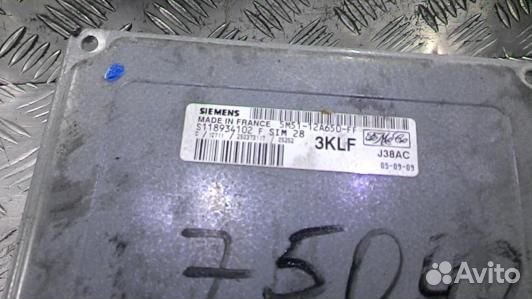 SIEMENS
MADE IN FRANCE 5M51-12A650-FF
S118934102 F SIM 28
3KLF
J38AC
05-09-09
Avito